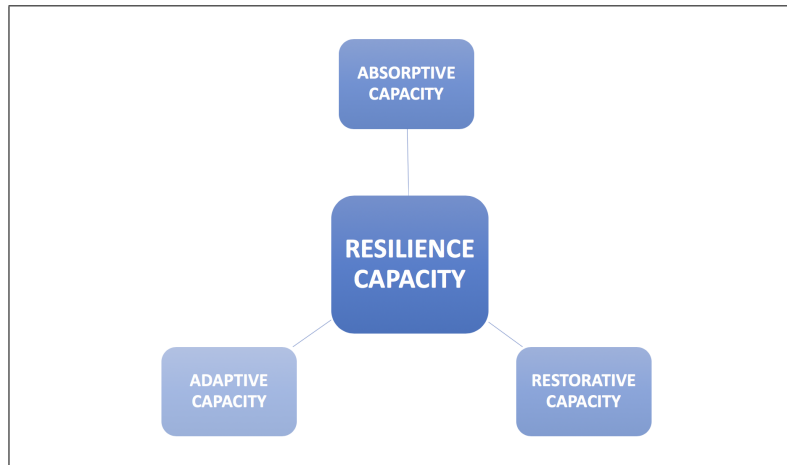 ABSORPTIVE
CAPACITY
RESILIENCE
CAPACITY
ADAPTIVE
CAPACITY
RESTORATIVE
CAPACITY